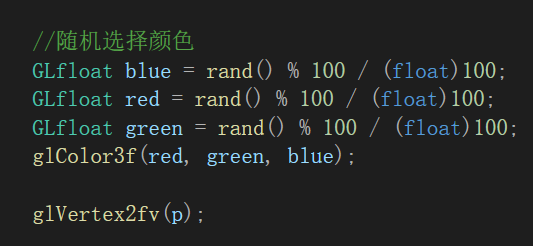 //随机选择颜色
GLfloat blue = rand() % 100 / (float)100;
GLfloat red = rand() % 100 / (float)100;
GLfloat green = rand() % 100 / (float)100;
glColor3f(red, green, blue);
glVertex2fv(p);